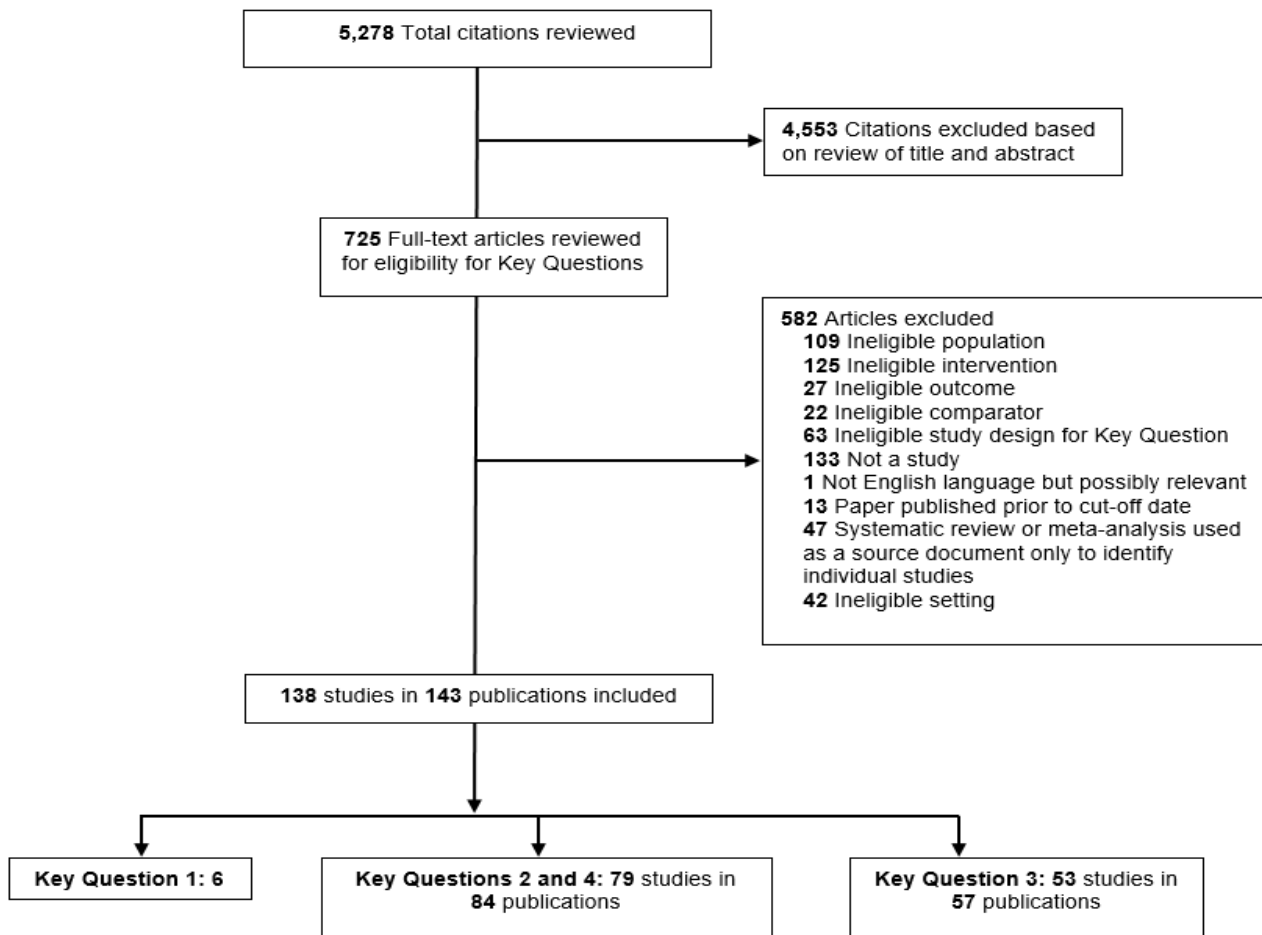 5,278 Total citations reviewed
4,553 Citations excluded based
on review of title and abstract
725 Full-text articles reviewed
for eligibility for Key Questions
582 Articles excluded
109 Ineligible population
125 Ineligible intervention
27 Ineligible outcome
22 Ineligible comparator
63 Ineligible study design for Key Question
133 Not a study
1 Not English language but possibly relevant
13 Paper published prior to cut-off date
47 Systematic review or meta-analysis used
as a source document only to identify
individual studies
42 Ineligible setting
138 studies in 143 publications included
Key Question 1: 6
Key Questions 2 and 4: 79 studies in
84 publications
Key Question 3: 53 studies in
57 publications